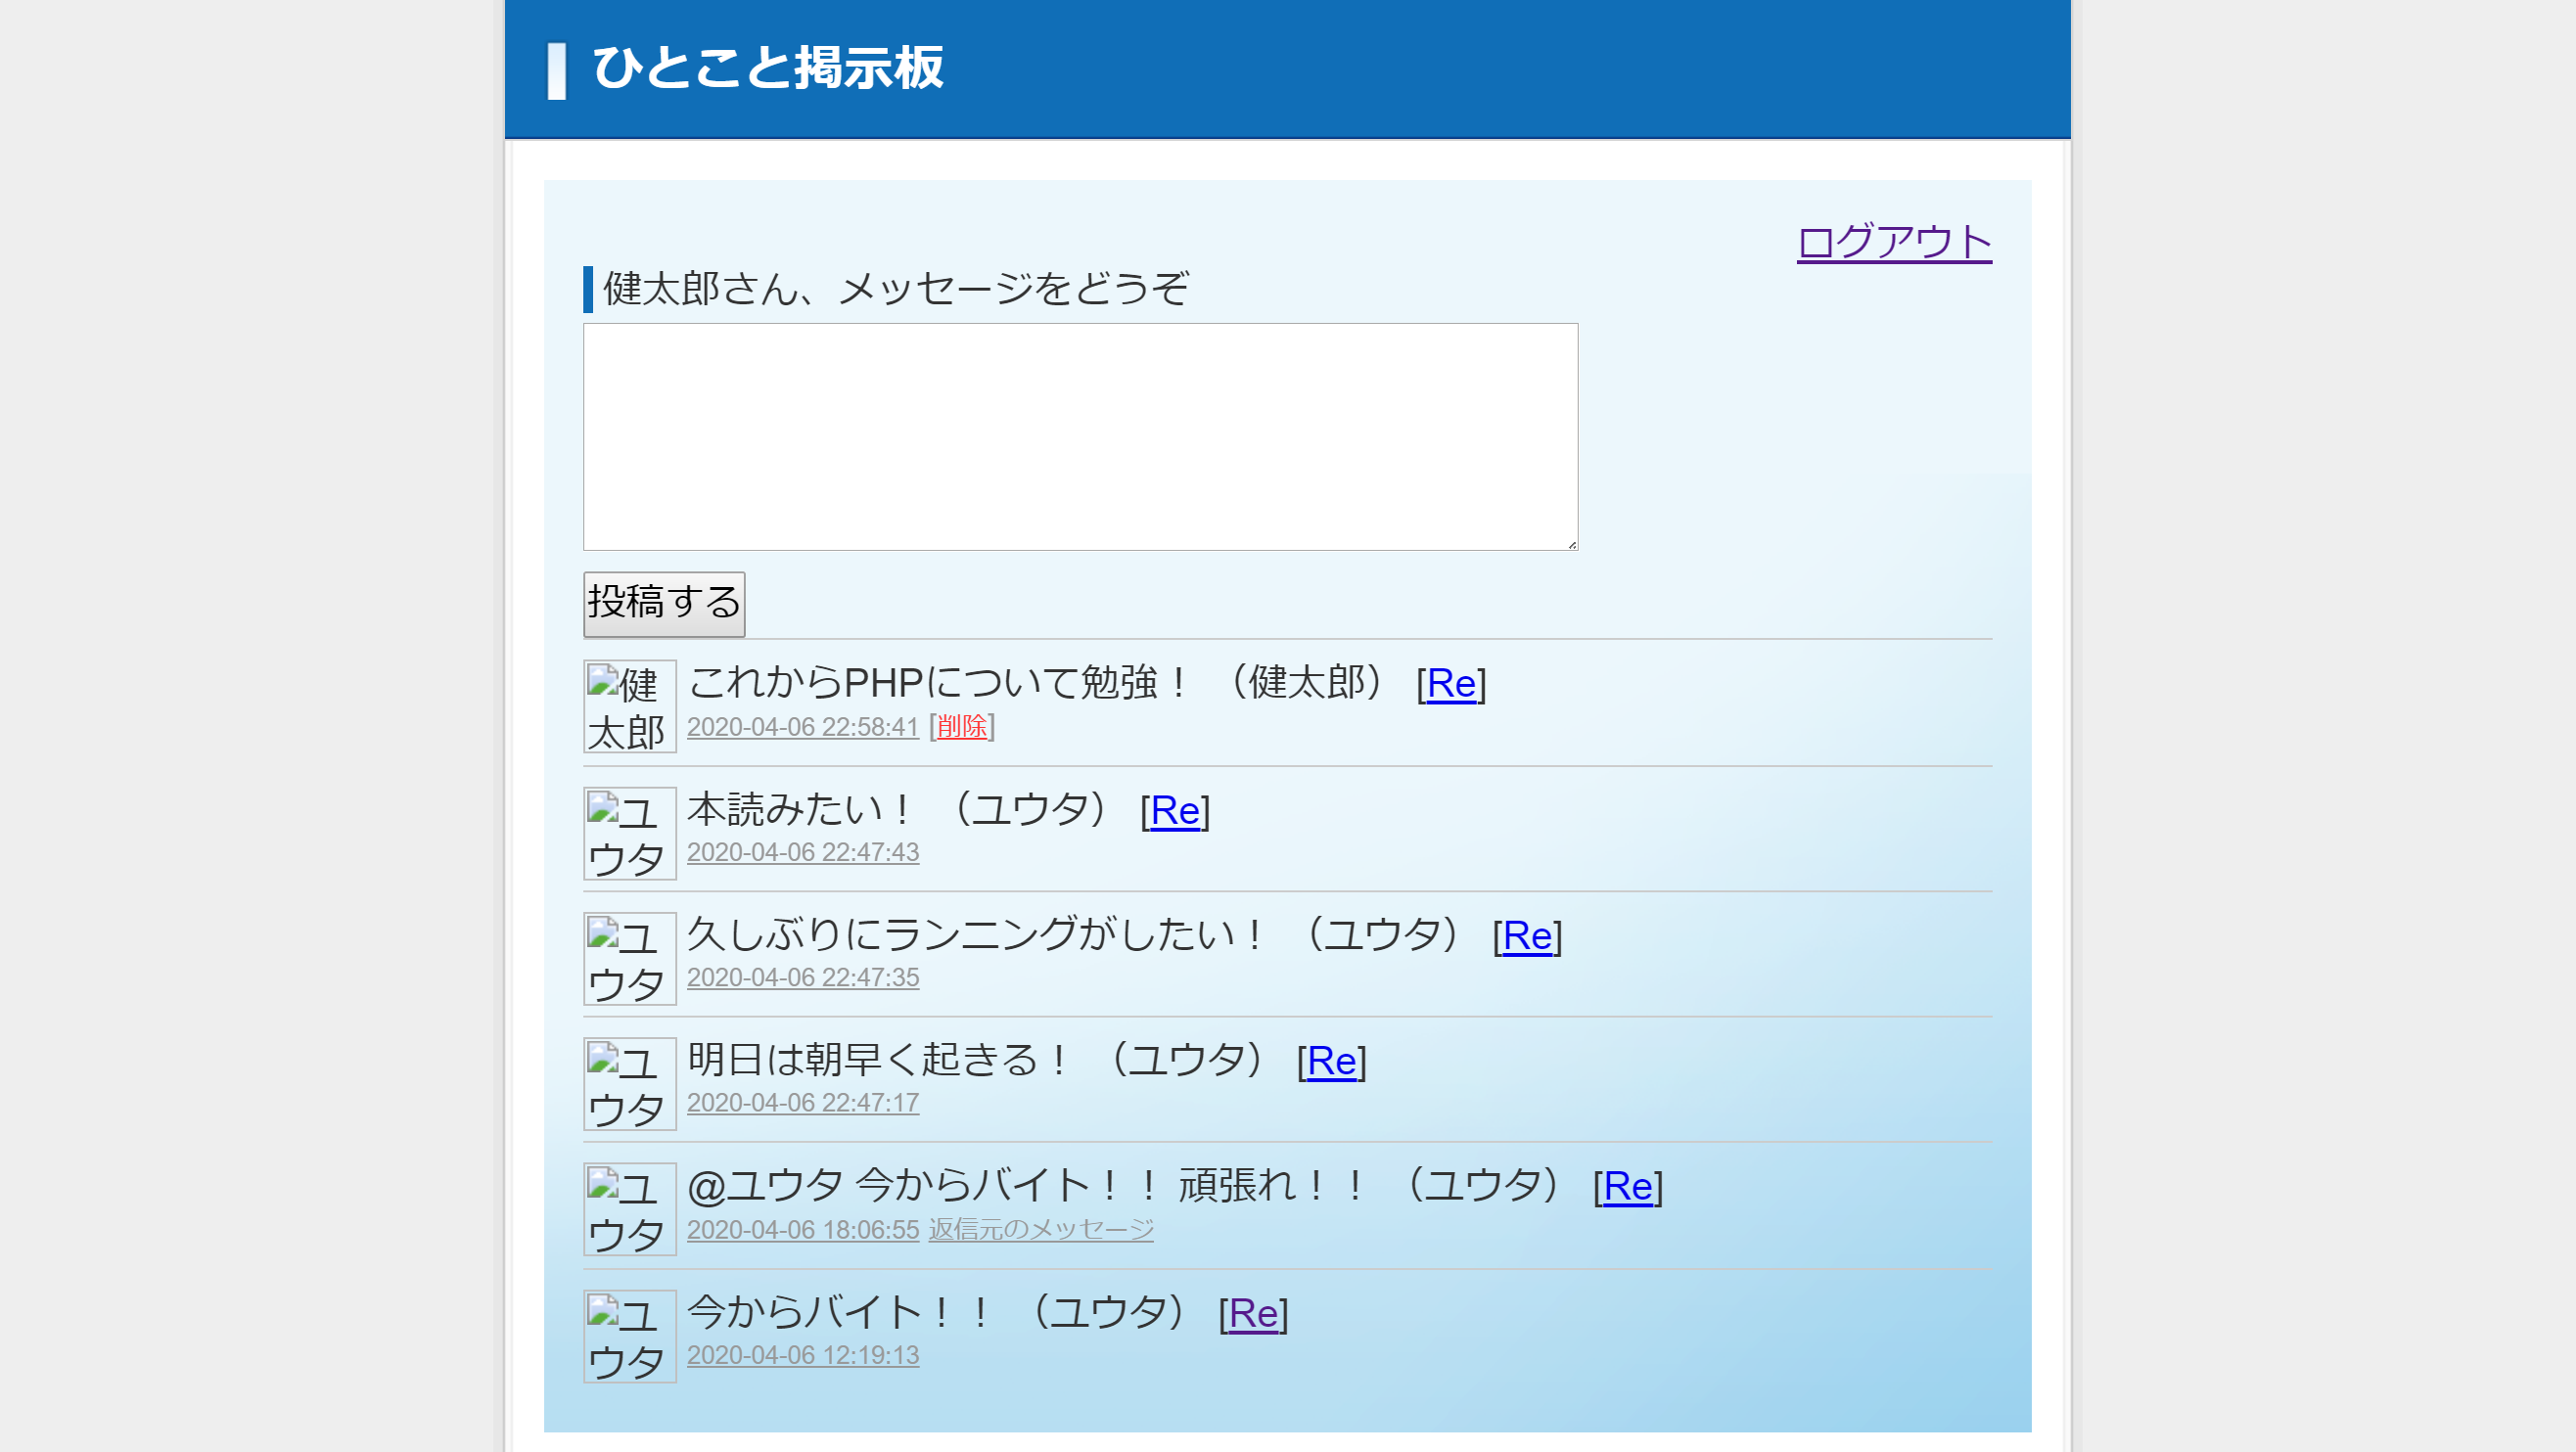 ひとこと掲示板
ログアウト
健太郎さん、メッセージをどうぞ
投稿する
健
太郎
これからPHPについて勉強！ （健太郎） [Re]
2020-04-06 22:58:41 [削除]
ユ
ウタ
本読みたい！ （ユウタ） [Re]
2020-04-06 22:47:43
ユ
ウタ
久しぶりにランニングがしたい！ （ユウタ） [Re]
2020-04-06 22:47:35
ユ
ウタ
明日は朝早く起きる！ （ユウタ） [Re]
2020-04-06 22:47:17
ユ
ウタ
@ユウタ 今からバイト！！ 頑張れ！！ （ユウタ） [Re]
2020-04-06 18:06:55 返信元のメッセージ
ユ
ウタ
今からバイト！！ （ユウタ） [Re]
2020-04-06 12:19:13